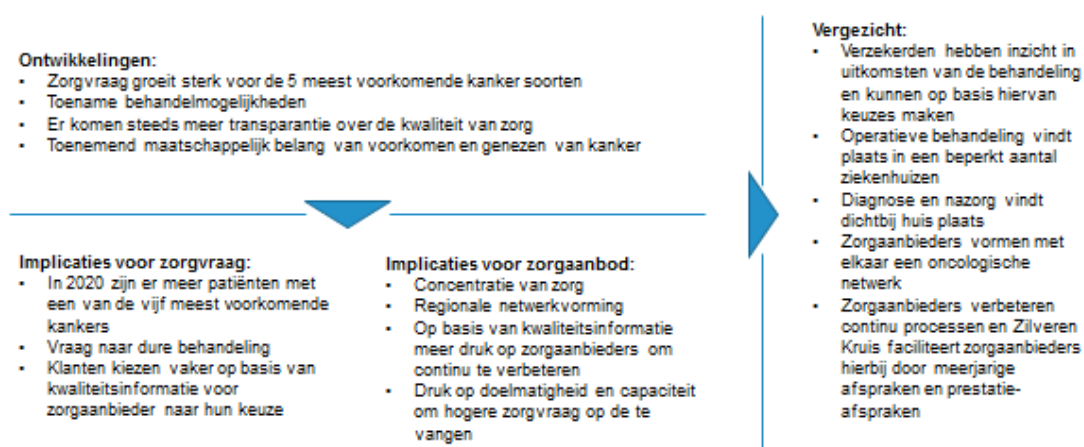 Ontwikkelingen:
▪ Zorgvraag groeit sterk voor de 5 meest voorkomende kanker soorten
▪ Toename behandelmogelijkheden
▪ Er komen steeds meer transparantie over de kwaliteit van zorg
▪ Toenemend maatschappelijk belang van voorkomen en genezen van kanker
Implicaties voor zorgvraag:
▪ In 2020 zijn er meer patiënten met
een van de vijf meest voorkomende
kankers
▪ Vraag naar dure behandeling
▪ Klanten kiezen vaker op basis van
kwaliteitsinformatie voor
zorgaanbieder naar hun keuze
Implicaties voor zorgaanbod:
▪ Concentratie van zorg
▪ Regionale netwerkvorming
▪ Op basis van kwaliteitsinformatie
meer druk op zorgaanbieders om
continu te verbeteren
▪ Druk op doelmatigheid en capaciteit
om hogere zorgvraag op de te
vangen
Vergezicht:
▪ Verzekerden hebben inzicht in
uitkomsten van de behandeling
en kunnen op basis hiervan
keuzes maken
▪ Operatieve behandeling vindt
plaats in een beperkt aantal
ziekenhuizen
▪ Diagnose en nazorg vindt
dichtbij huis plaats
▪ Zorgaanbieders vormen met
elkaar een oncologische
netwerk
▪ Zorgaanbieders verbeteren
continu processen en Zilveren
Kruis faciliteert zorgaanbieders
hierbij door meerjarige
afspraken en prestatie-
afspraken